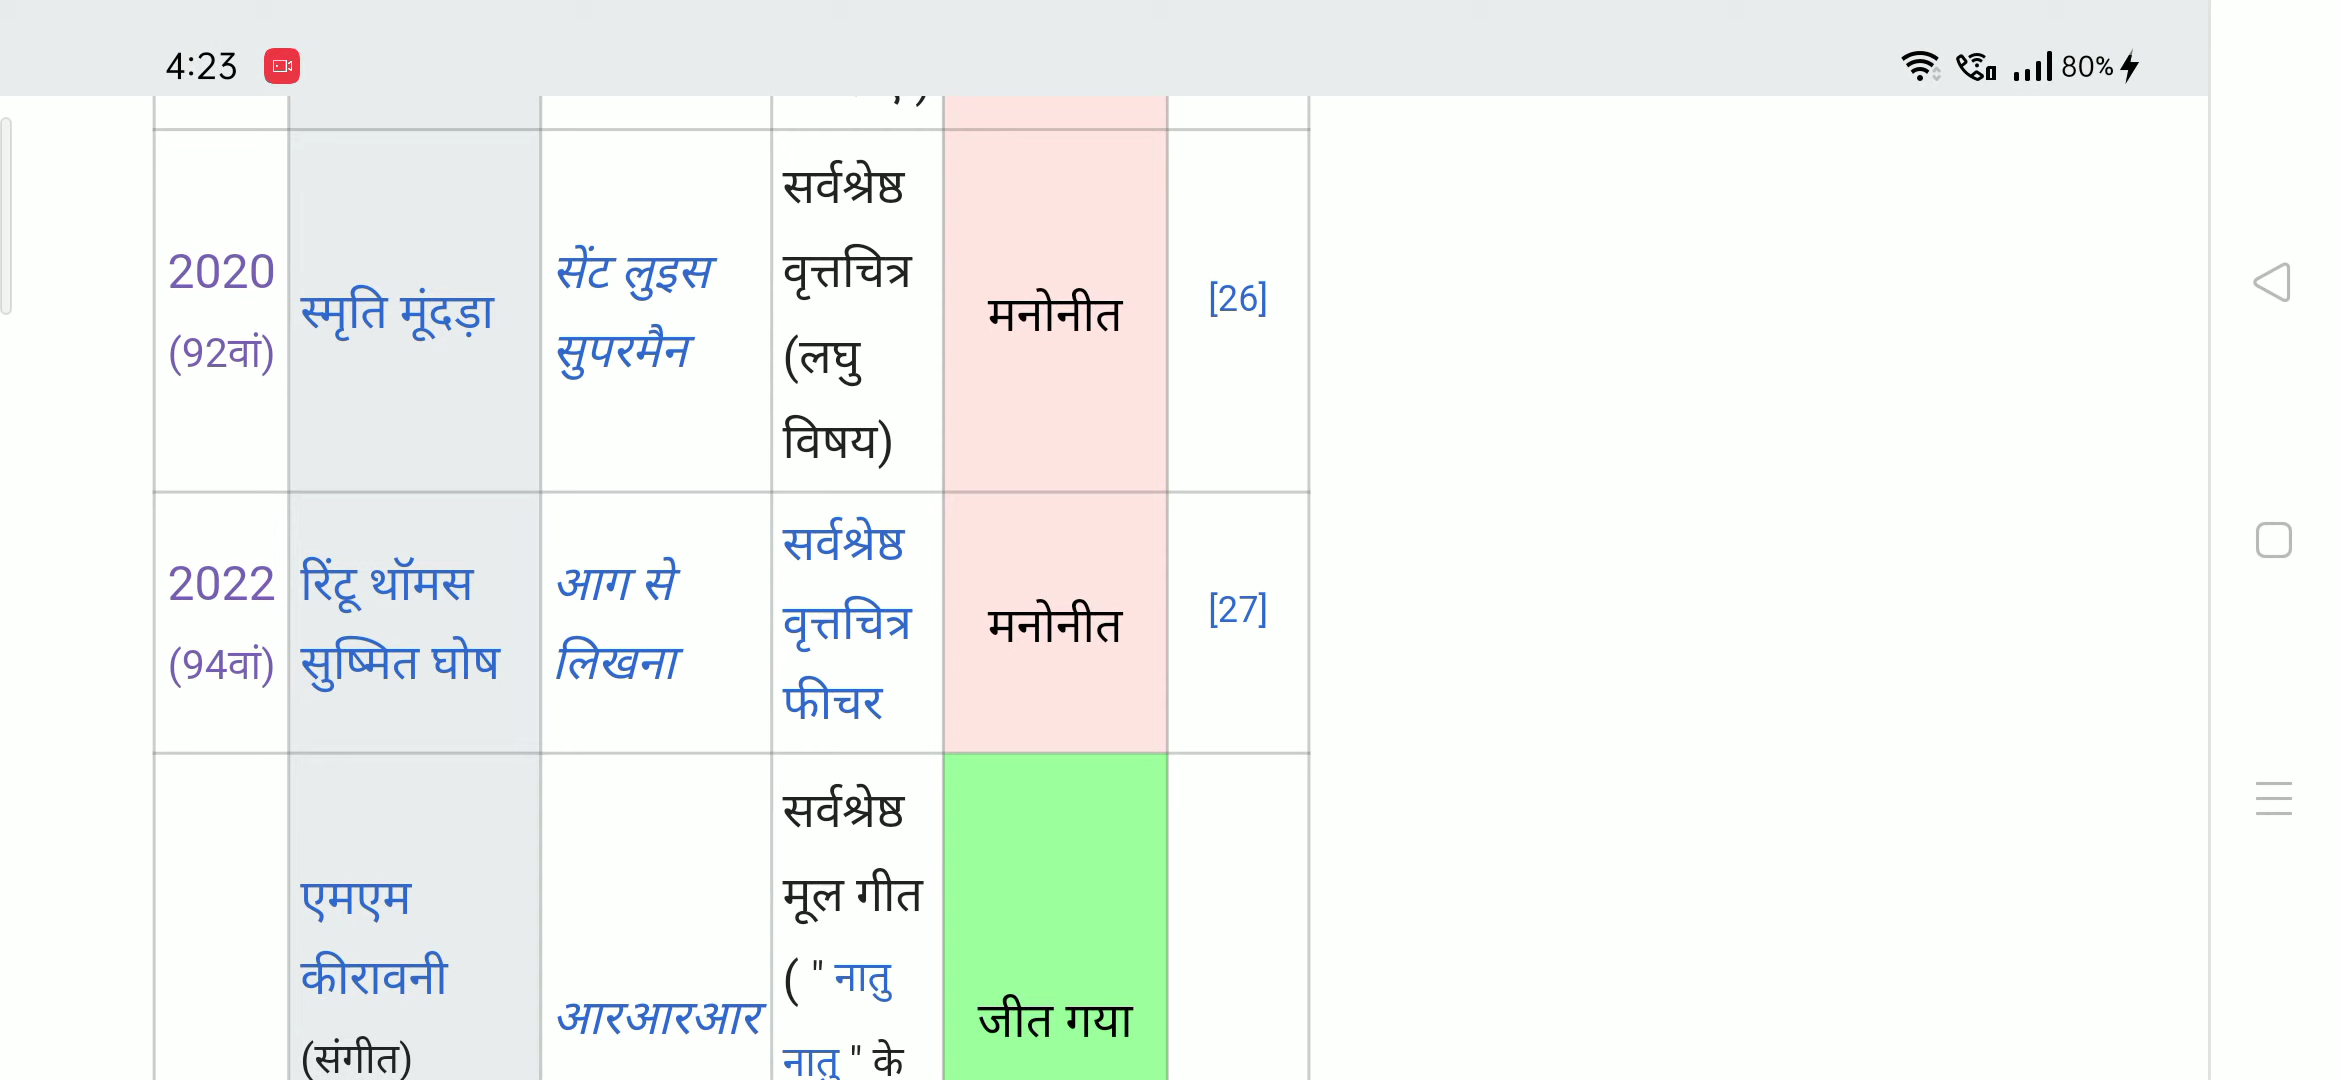 4:23
80%
2020
(92वां)
स्मृति मूंदड़ा
सेंट लुइस
सुपरमैन
सर्वश्रेष्ठ
वृत्तचित्र
(लघु
विषय)
मनोनीत
[26]
2022
(94वां)
रिंटू थॉमस
सुष्मित घोष
आग से
लिखना
सर्वश्रेष्ठ
वृत्तचित्र
फीचर
मनोनीत
[27]
एमएम
कीरावनी
(संगीत)
आरआरआर
सर्वश्रेष्ठ
मूल गीत
( " नातु
नातु " के
जीत गया